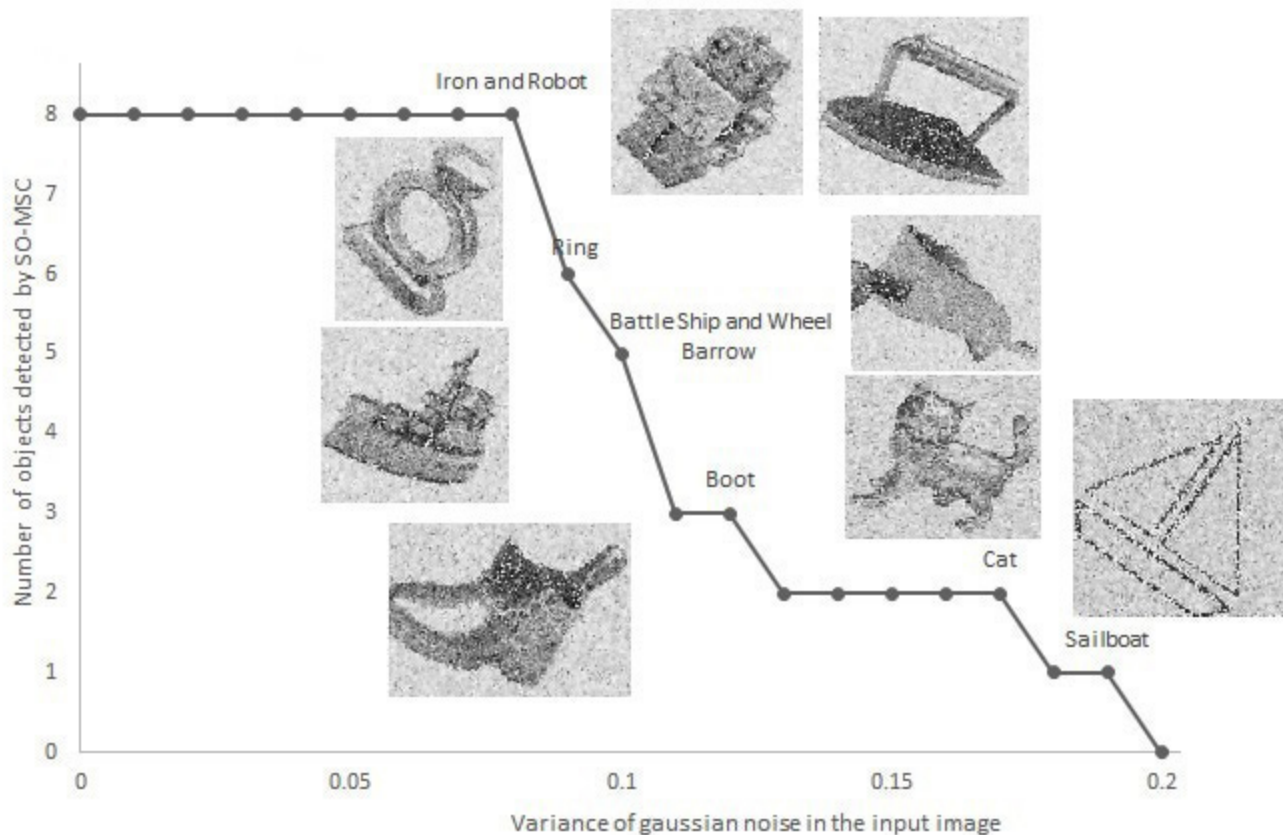 Iron and Robot
Ring
Battle Ship and Wheel
Barrow
Boot
Cat
Sailboat
Number of objects detected by SO-MSC
8
7
6
5
4
3
2
1
0
0
0.05
0.1
0.15
0.2
Variance of gaussian noise in the input image